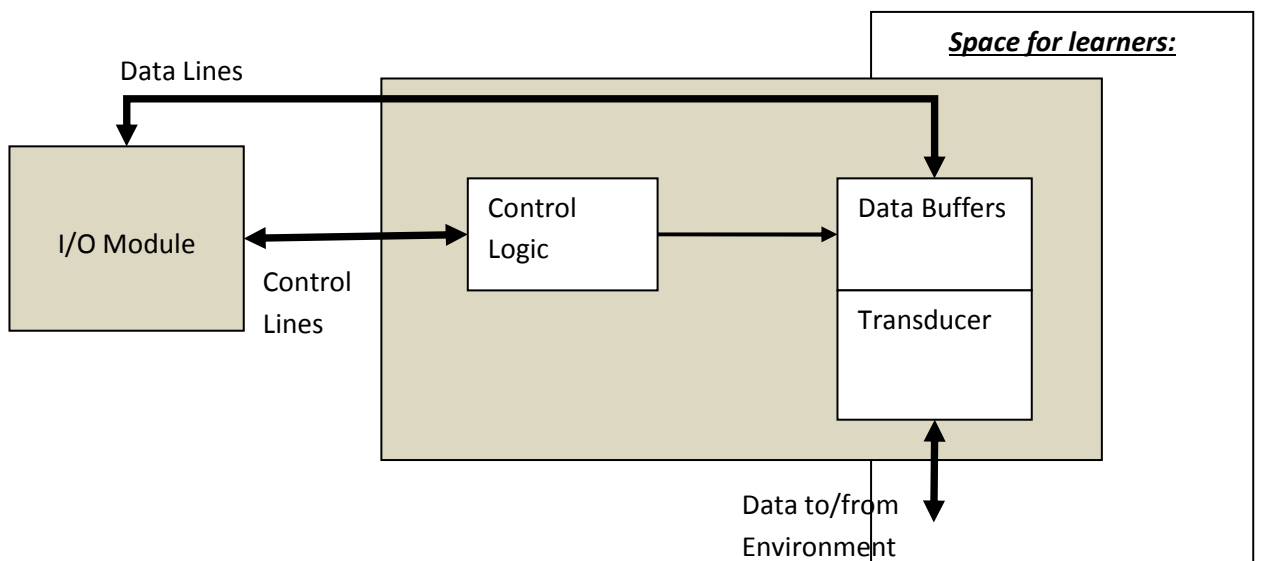 Space for learners:
Data Lines
I/O Module
Control
Lines
Control
Logic
Data Buffers
Transducer
Data to/from
Environment